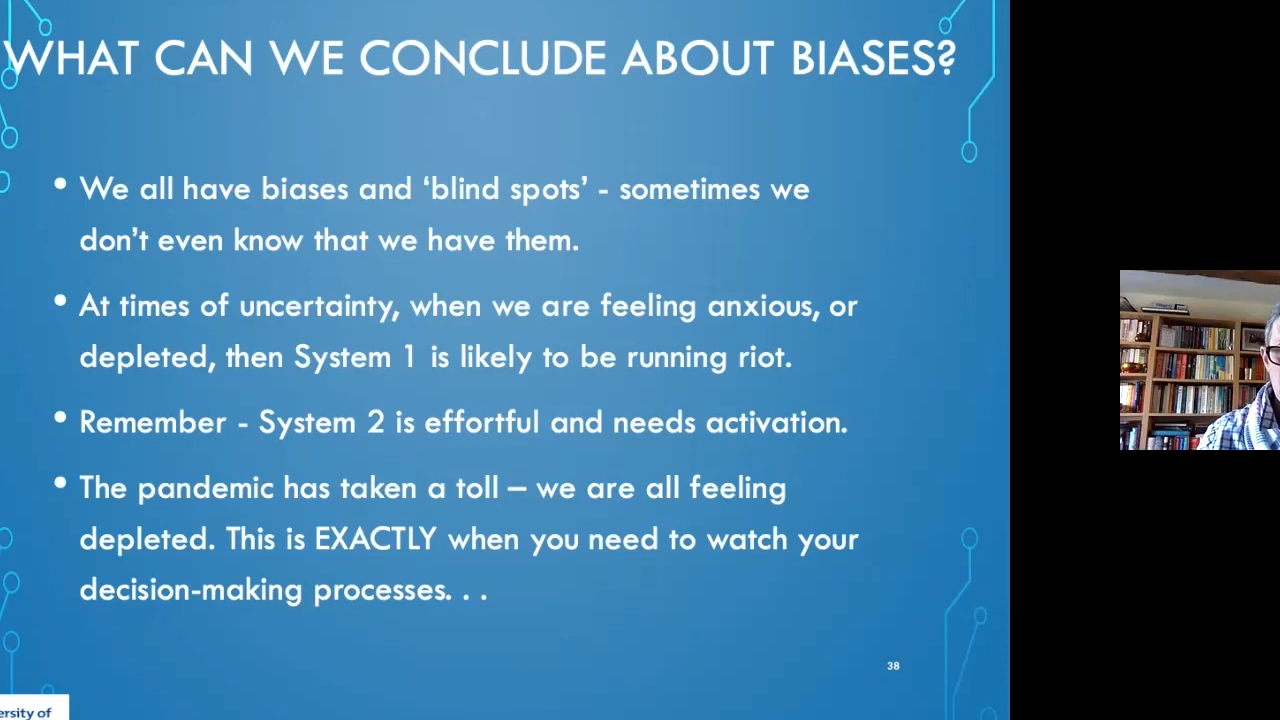 WHAT CAN WE CONCLUDE ABOUT BIASES?
• We all have biases and ‘blind spots’ - sometimes we
don’t even know that we have them.
• At times of uncertainty, when we are feeling anxious, or
depleted, then System 1 is likely to be running riot.
• Remember - System 2 is effortful and needs activation.
• The pandemic has taken a toll – we are all feeling
depleted. This is EXACTLY when you need to watch your
decision-making processes. . .
38
ersity of